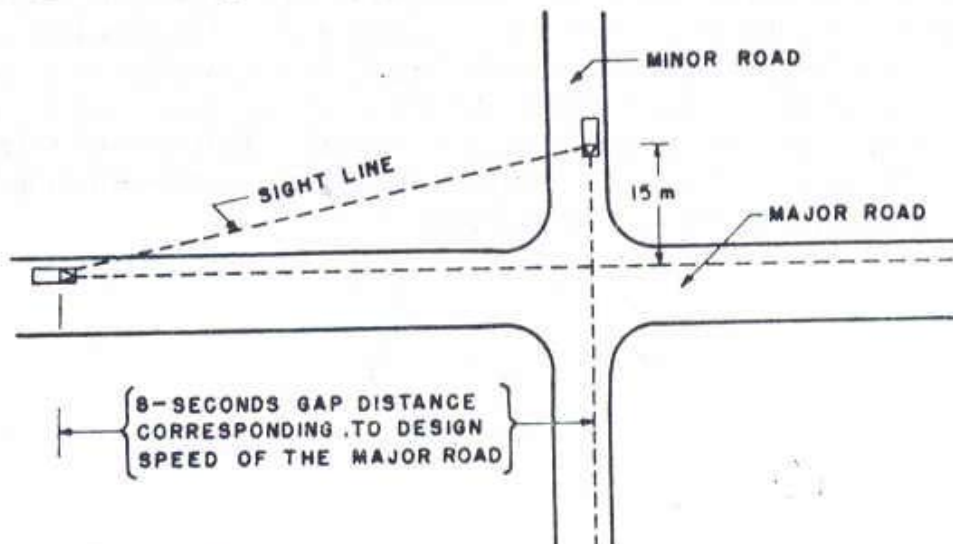 MINOR ROAD
SIGHT LINE
15 m
MAJOR ROAD
8-SECONDS GAP DISTANCE
CORRESPONDING .TO DESIGN
SPEED OF THE MAJOR ROAD